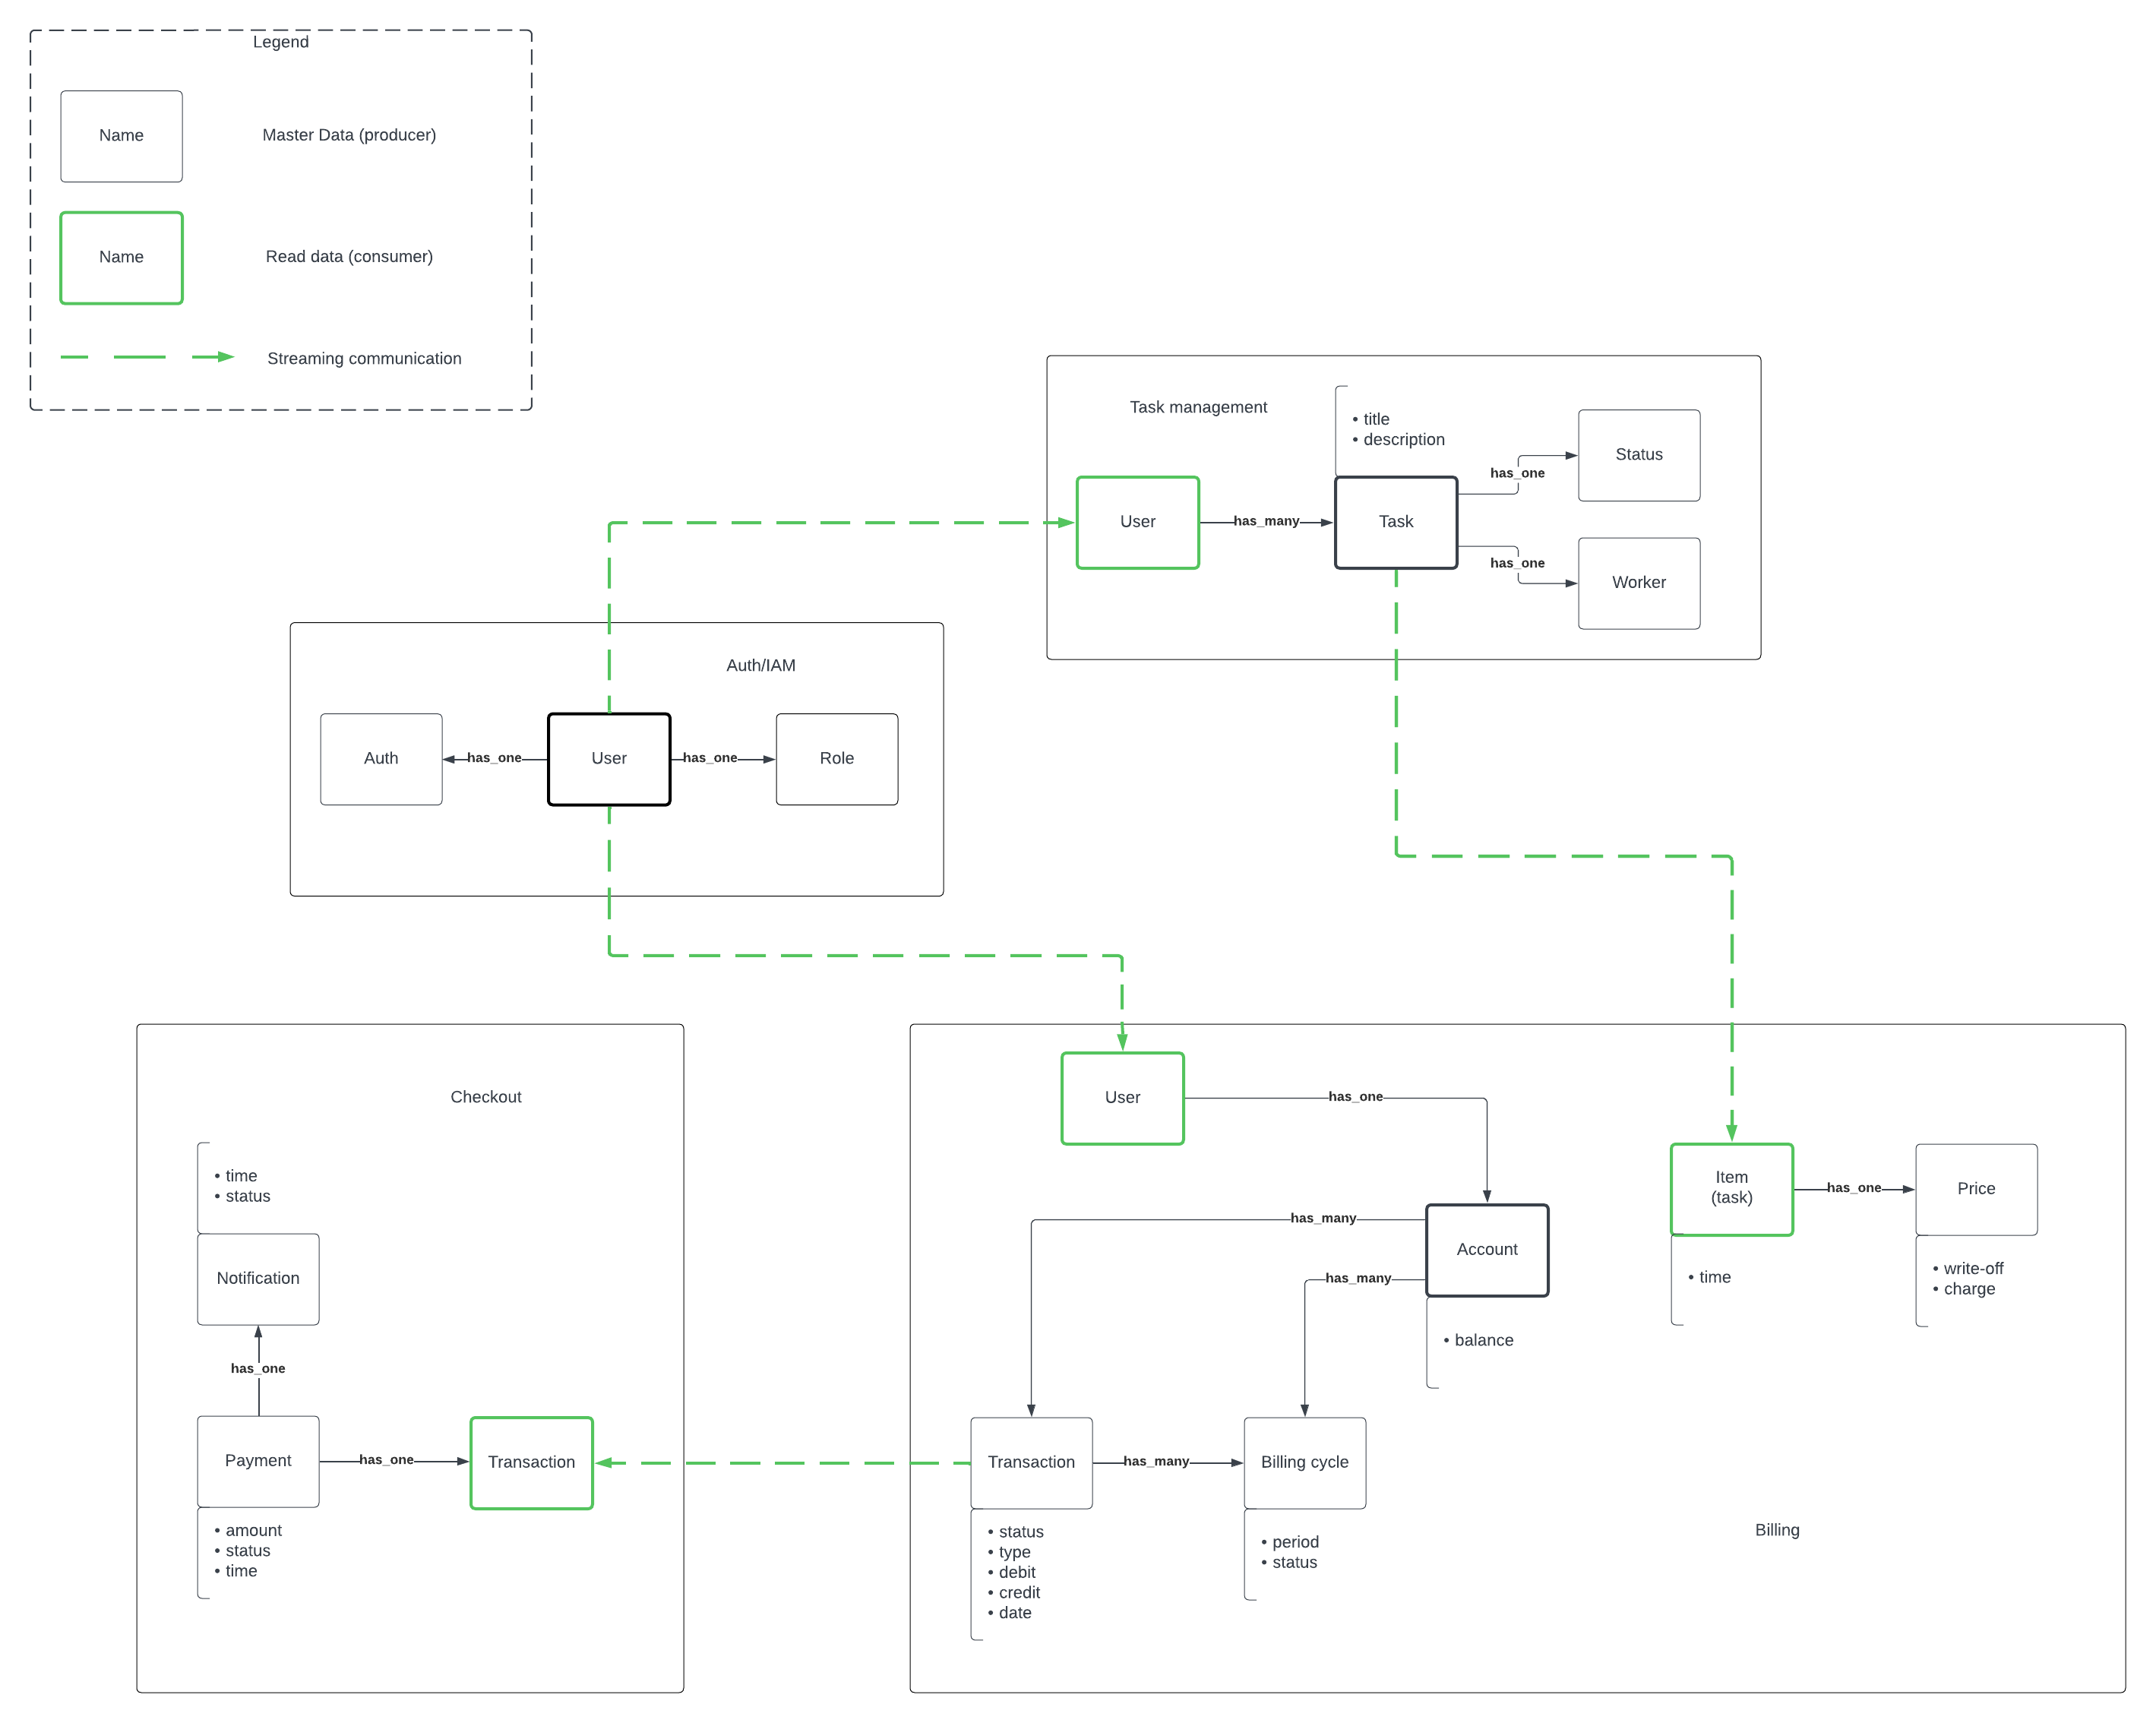 Legend
Name
Master Data (producer)
Name
Read data (consumer)
Streaming communication
Task management
• title
• description
Status
has_one
User
has_many
Task
has_one
Worker
Auth/IAM
Auth
has_one
User
has_one
Role
Checkout
• time
• status
Notification
has_one
Payment
has_one
Transaction
• amount
• status
• time
User
has_one
Item
(task)
has_one
Price
• time
• write-off
• charge
has_many
Account
has_many
• balance
Transaction
has_many
Billing cycle
• status
• type
• debit
• credit
• date
• period
• status
Billing